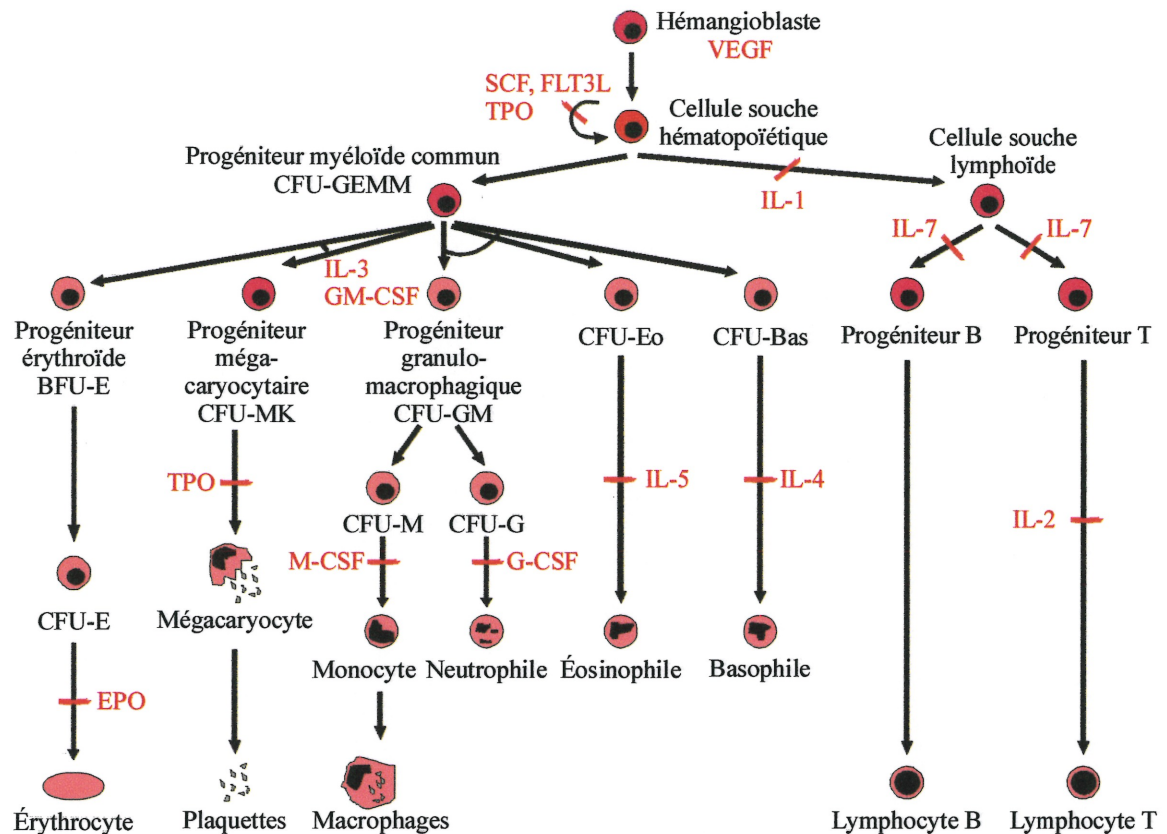 Hémangioblaste
VEGF
SCF, FLT3L
TPO
Cellule souche
hématopoïétique
Cellule souche
lymphoïde
Progéniteur myéloïde commun
CFU-GEMM
IL-1
IL-7
IL-7
IL-3
GM-CSF
Progéniteur
érythroïde
BFU-E
Progéniteur
méga-
caryocytaire
CFU-MK
Progéniteur
granulo-
macrophagique
CFU-GM
CFU-Eo
CFU-Bas
Progéniteur B
Progéniteur T
TPO
CFU-M
CFU-G
IL-5
IL-4
IL-2
M-CSF
G-CSF
CFU-E
Mégacaryocyte
Monocyte
Neutrophile
Éosinophile
Basophile
EPO
Érythrocyte
Plaquettes
Macrophages
Lymphocyte B
Lymphocyte T